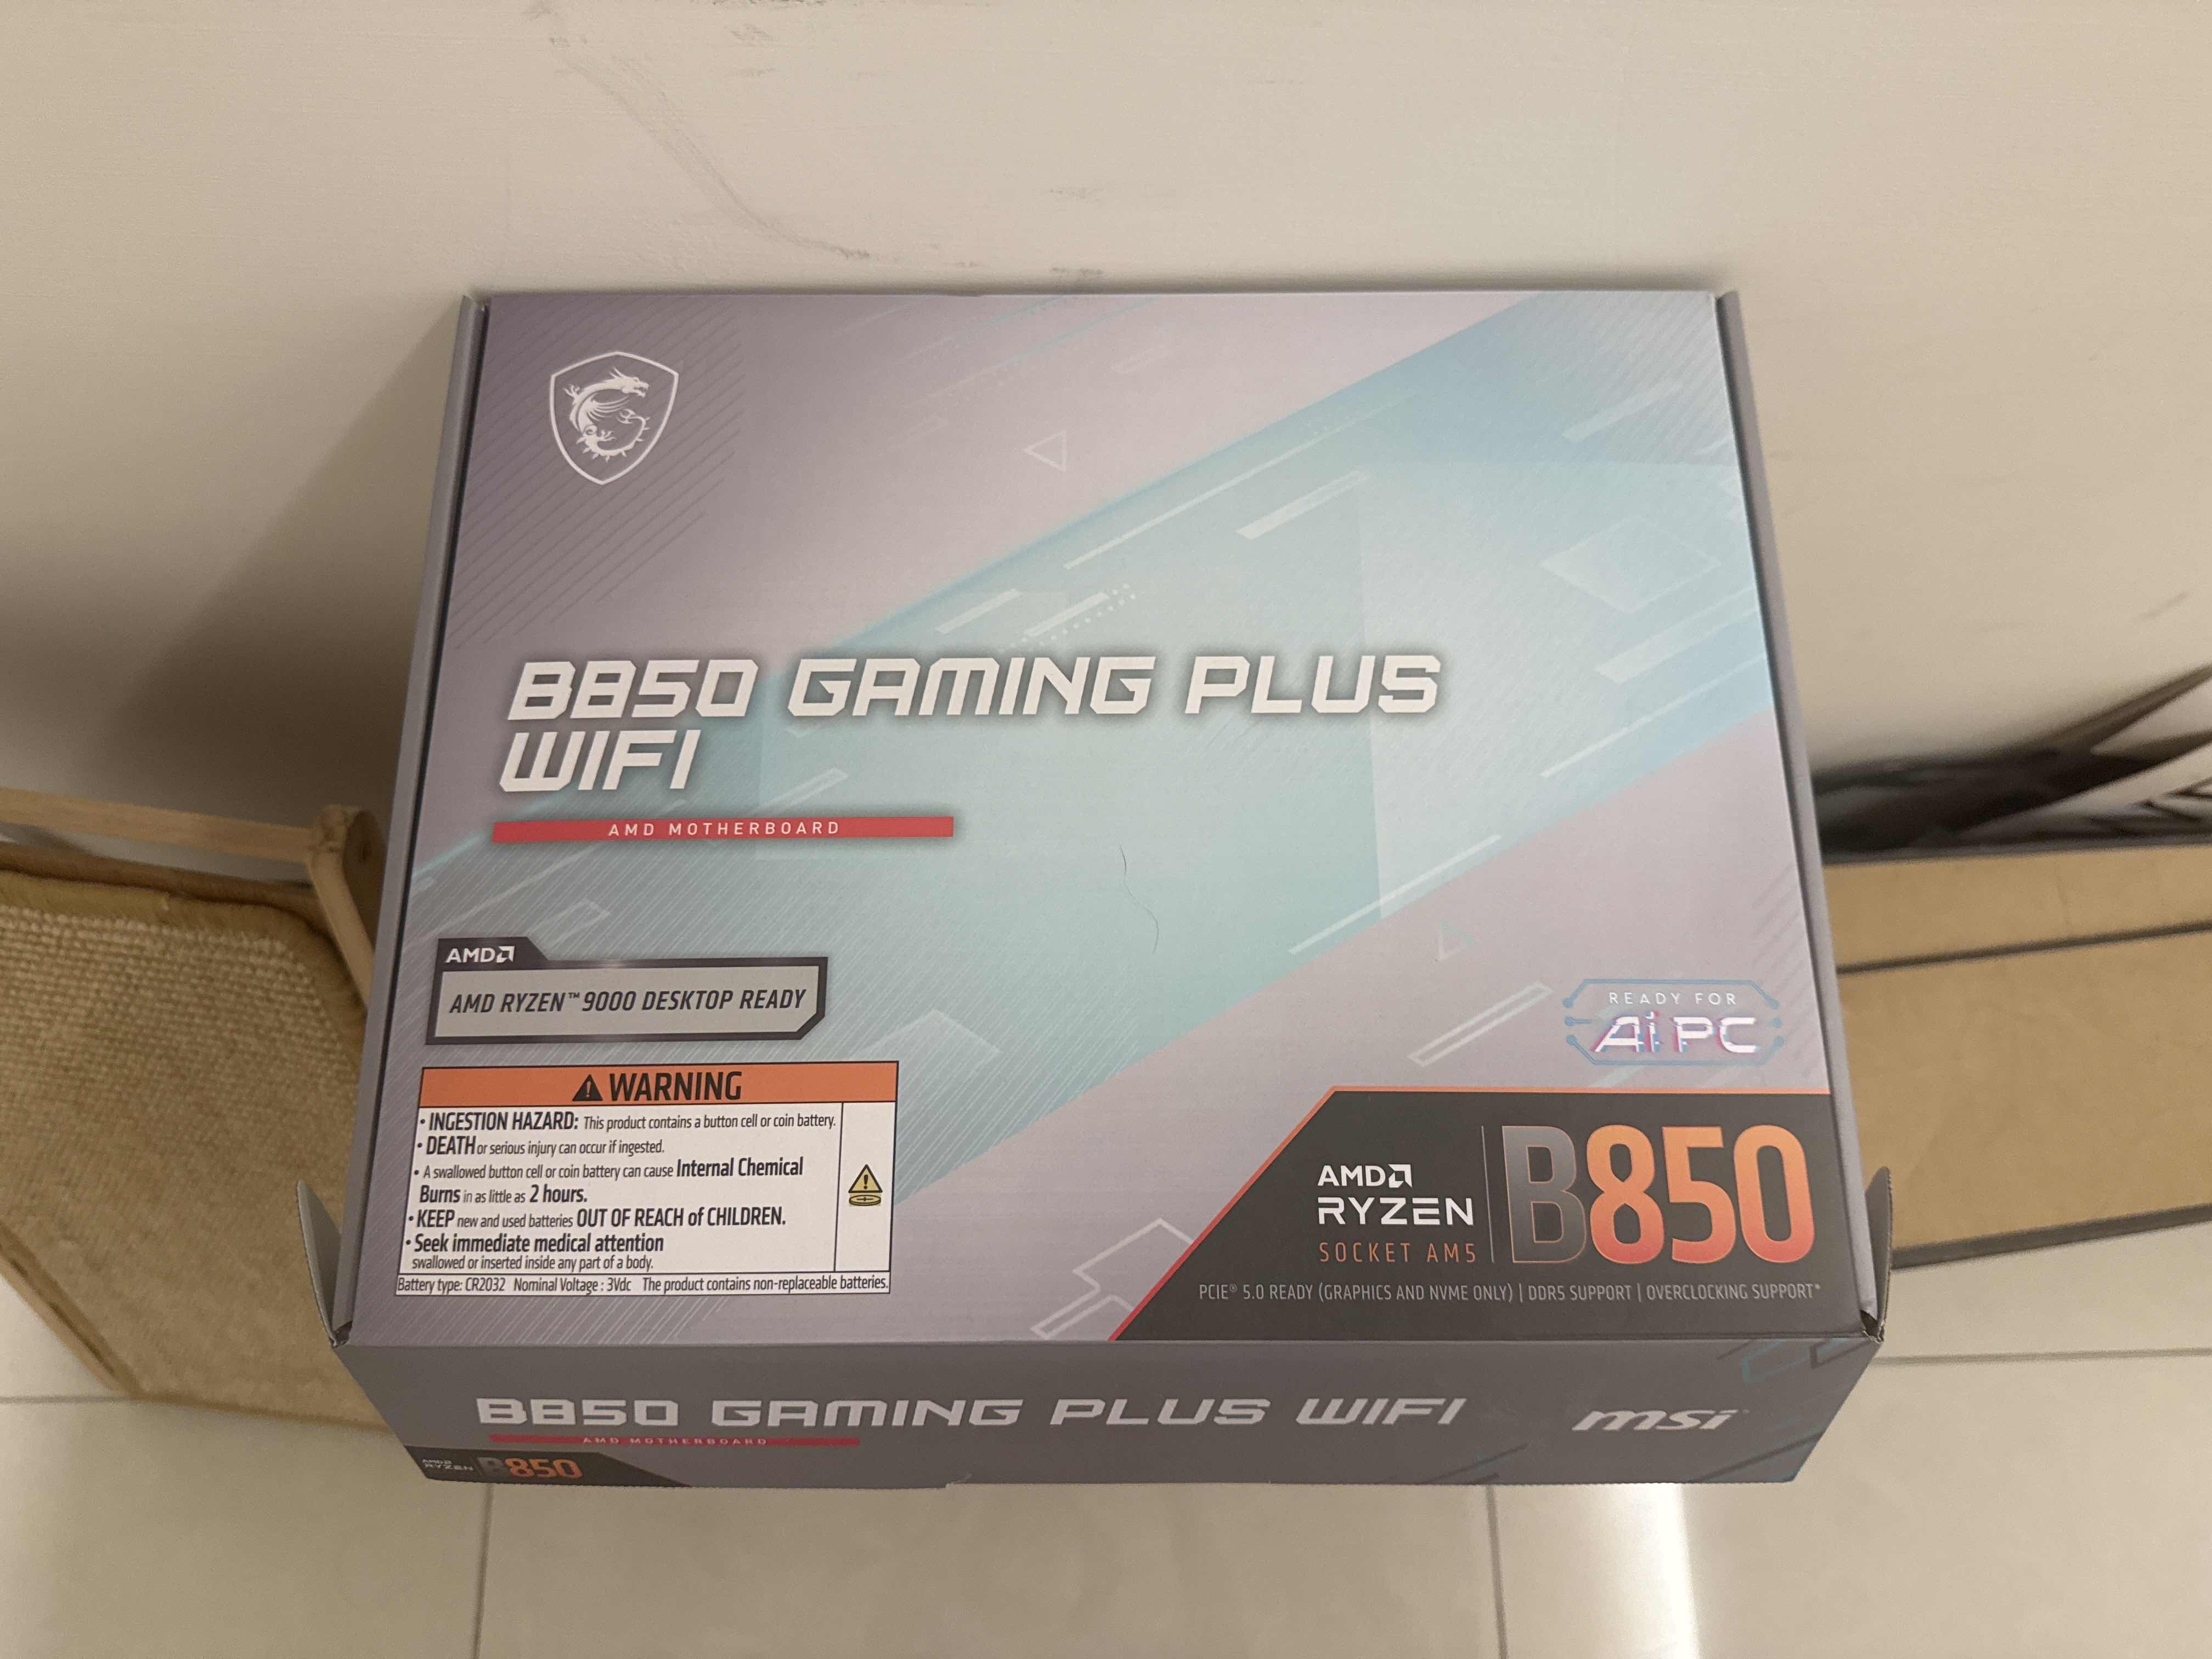 B850 GAMING PLUS
WIFI
AMD MOTHERBOARD
AMD
AMD RYZEN™ 9000 DESKTOP READY
READY FOR
Ai PC
⚠ WARNING
• INGESTION HAZARD: This product contains a button cell or coin battery.
• DEATH or serious injury can occur if ingested.
• A swallowed button cell or coin battery can cause Internal Chemical
Burns in as little as 2 hours.
• KEEP new and used batteries OUT OF REACH of CHILDREN.
• Seek immediate medical attention
swallowed or inserted inside any part of a body.
Battery type: CR2032 Nominal Voltage : 3Vdc The product contains non-replaceable batteries.
AMD
RYZEN
SOCKET AM5
B850
PCIE® 5.0 READY (GRAPHICS AND NVME ONLY) | DDR5 SUPPORT | OVERCLOCKING SUPPORT*
B850 GAMING PLUS WIFI
AMD MOTHERBOARD
msi
AMD
RYZEN
B850